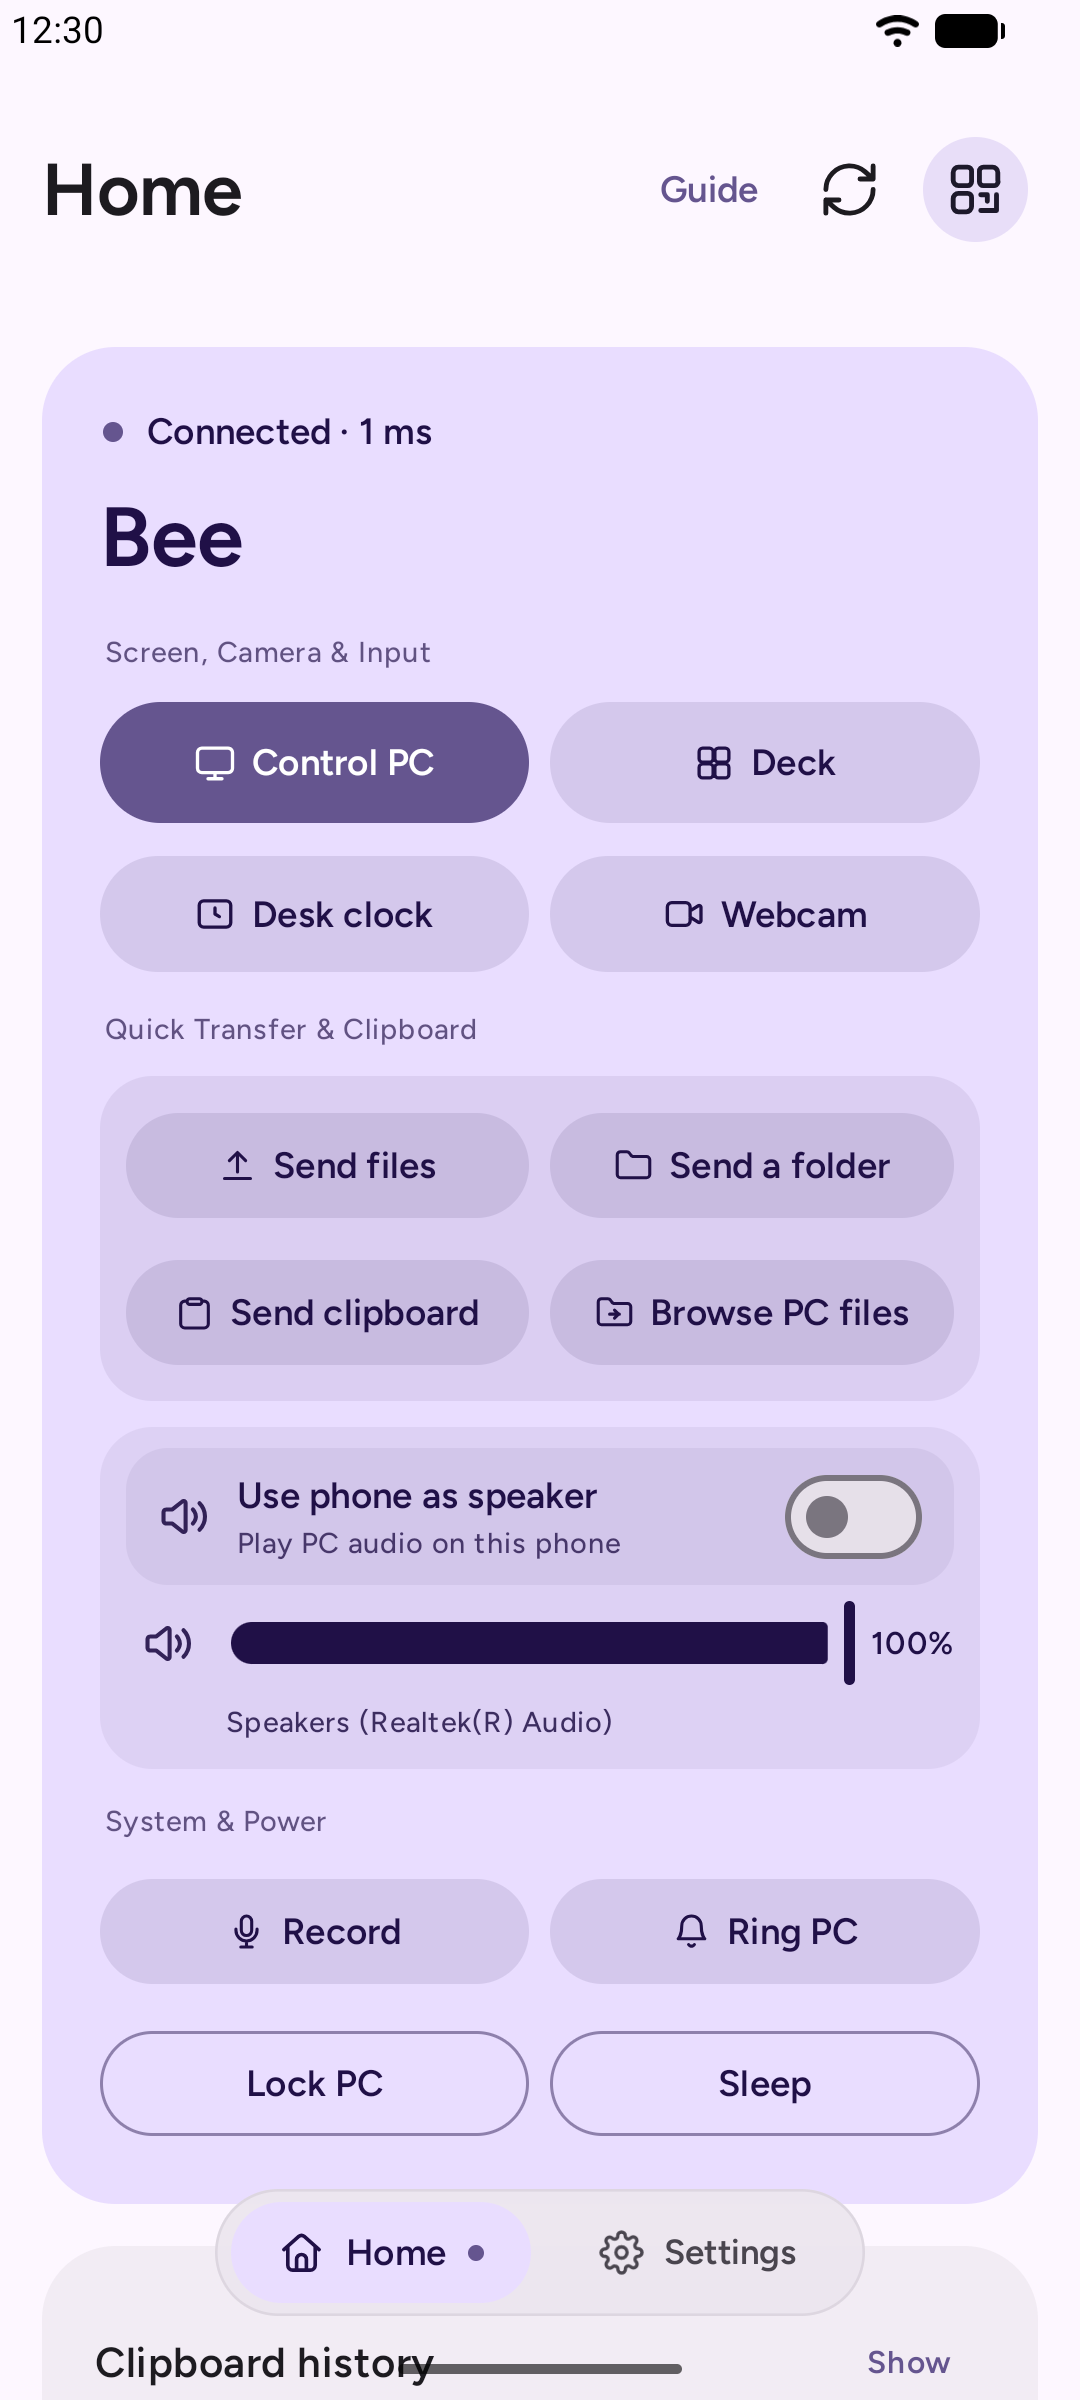 12:30
Home
Guide
Connected · 1 ms
Bee
Screen, Camera & Input
Control PC
Deck
Desk clock
Webcam
Quick Transfer & Clipboard
Send files
Send a folder
Send clipboard
Browse PC files
Use phone as speaker
Play PC audio on this phone
100%
Speakers (Realtek(R) Audio)
System & Power
Record
Ring PC
Lock PC
Sleep
Home
Settings
Clipboard history
Show